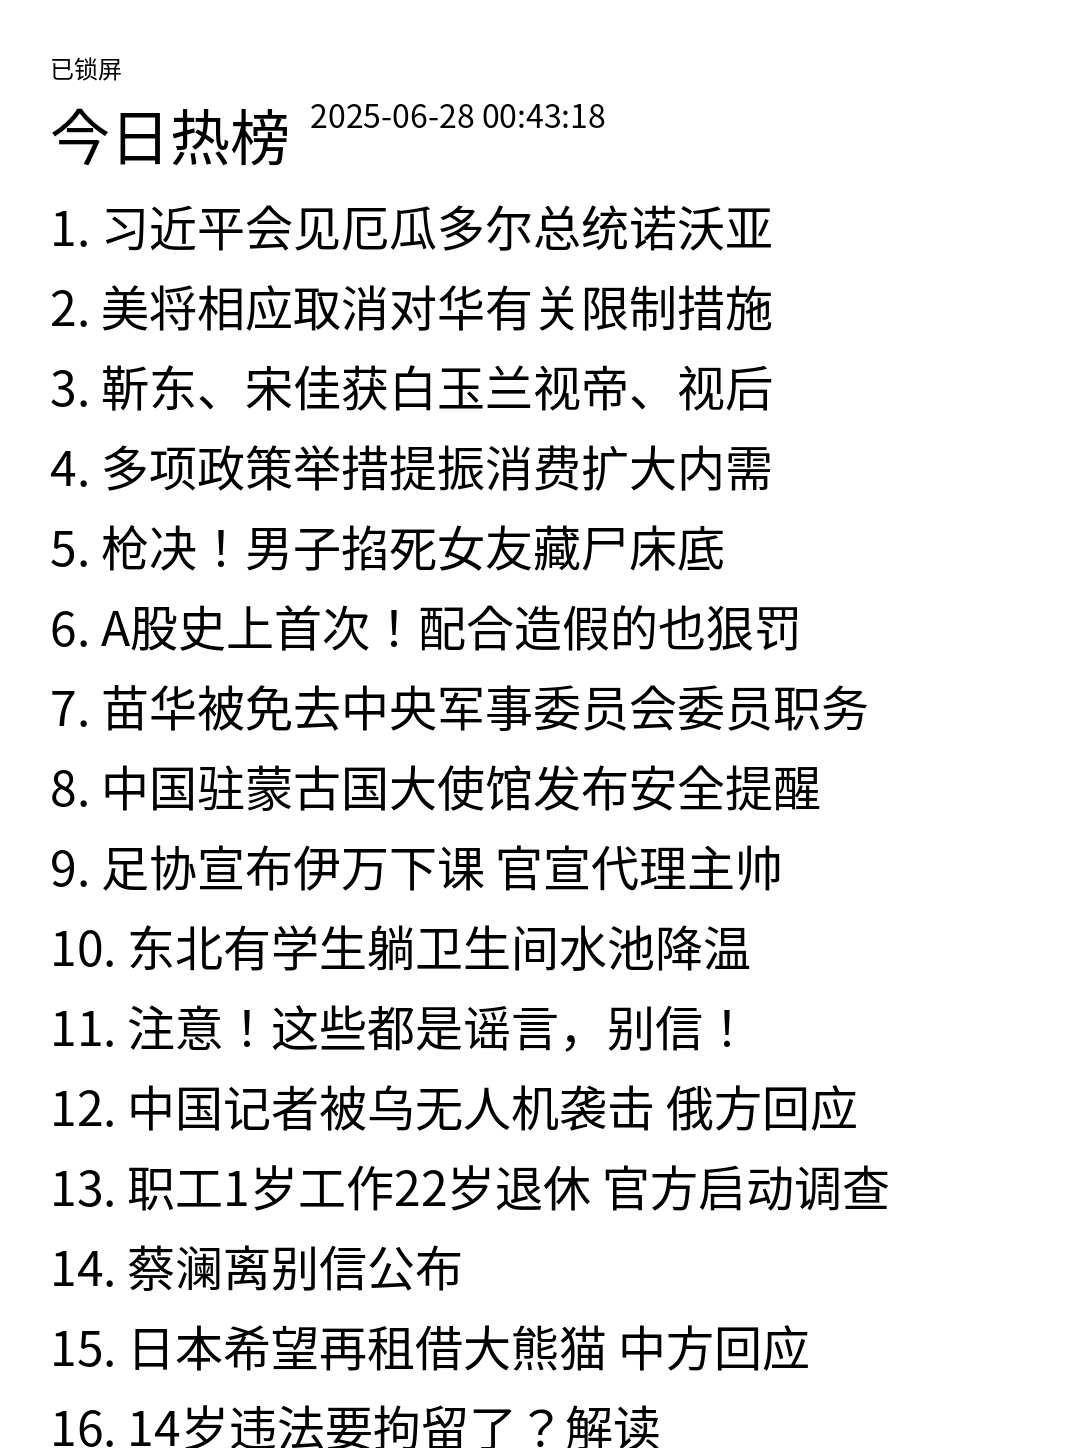 已锁屏
今日热榜 2025-06-28 00:43:18
1. 习近平会见厄瓜多尔总统诺沃亚
2. 美将相应取消对华有关限制措施
3. 靳东、宋佳获白玉兰视帝、视后
4. 多项政策举措提振消费扩大内需
5. 枪决！男子掐死女友藏尸床底
6. A股史上首次！配合造假的也狠罚
7. 苗华被免去中央军事委员会委员职务
8. 中国驻蒙古国大使馆发布安全提醒
9. 足协宣布伊万下课 官宣代理主帅
10. 东北有学生躺卫生间水池降温
11. 注意！这些都是谣言，别信！
12. 中国记者被乌无人机袭击 俄方回应
13. 职工1岁工作22岁退休 官方启动调查
14. 蔡澜离别信公布
15. 日本希望再租借大熊猫 中方回应
16. 14岁违法要拘留了？解读